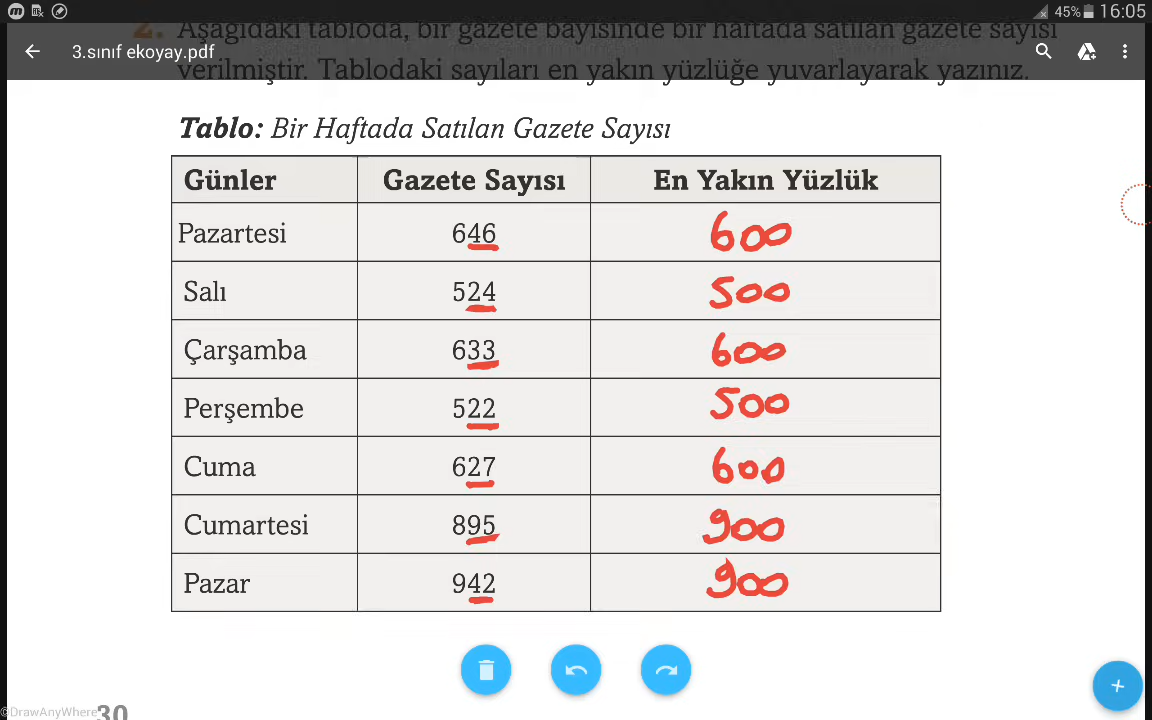 45% 16:05
2. Aşağıdaki tabloda, bir gazete bayisinde bir haftada satılan gazete sayısı
3.sınıf ekoyay.pdf
verilmiştir. Tablodaki sayıları en yakın yüzlüğe yuvarlayarak yazınız.
Tablo: Bir Haftada Satılan Gazete Sayısı
Günler Gazete Sayısı En Yakın Yüzlük
Pazartesi 646 600
Salı 524 500
Çarşamba 633 600
Perşembe 522 500
Cuma 627 600
Cumartesi 895 900
Pazar 942 900
©DrawAnyWhere 30